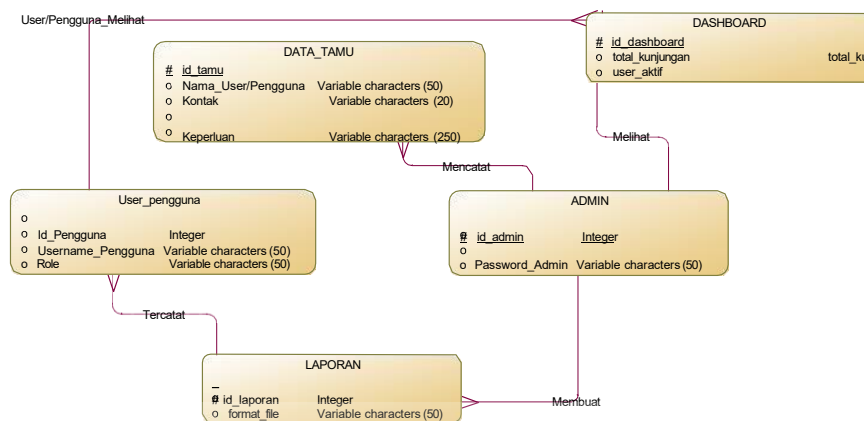 User/Pengguna_Melihat
DASHBOARD
# id_dashboard
o total_kunjungan total_ku
o user_aktif
DATA_TAMU
# id_tamu
o Nama_User/Pengguna Variable characters (50)
o Kontak Variable characters (20)
o
o Keperluan Variable characters (250)
Melihat
Mencatat
User_pengguna
o
o Id_Pengguna Integer
o Username_Pengguna Variable characters (50)
o Role Variable characters (50)
ADMIN
# id_admin Integer
o
o Password_Admin Variable characters (50)
Tercatat
LAPORAN
# id_laporan Integer
o format_file Variable characters (50)
Membuat